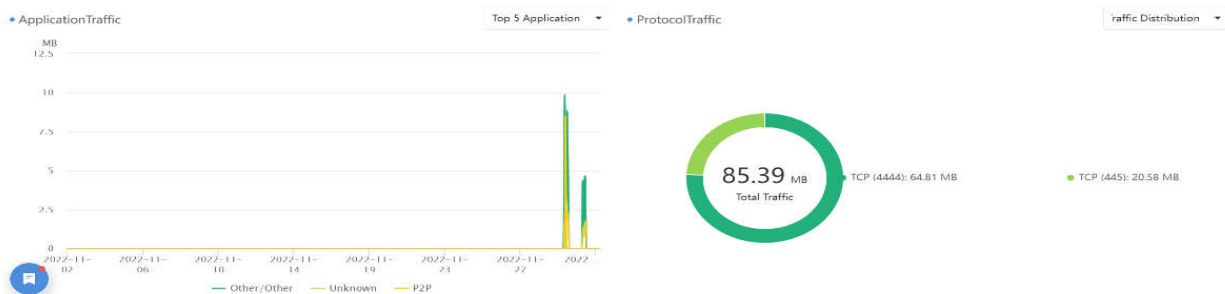 ApplicationTraffic
Top 5 Application
MB
12.5
10
7.5
5
2.5
0
2022-11-
02
2022-11-
06
2022-11-
10
2022-11-
14
2022-11-
19
2022-11-
23
2022-11-
27
2022
Other/Other
Unknown
P2P
ProtocolTraffic
raffic Distribution
85.39 MB
Total Traffic
TCP (4444): 64.81 MB
TCP (445): 20.58 MB